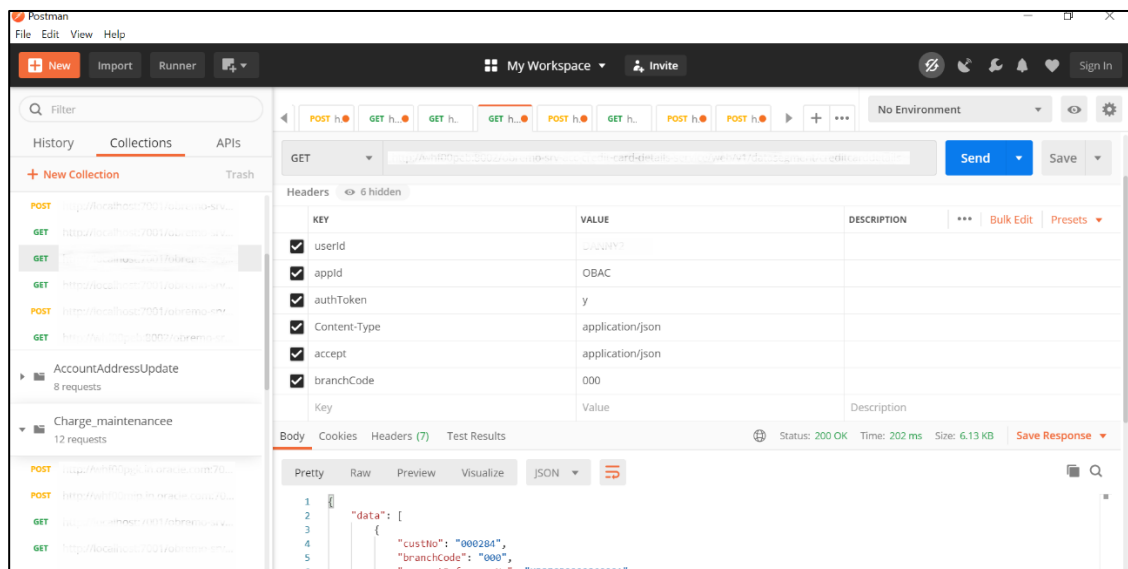 Postman
File Edit View Help
New Import Runner My Workspace Invite Sign In
Filter
History Collections APIs
+ New Collection Trash
POST
GET
GET
GET
POST
GET
AccountAddressUpdate
8 requests
Charge_maintenancee
12 requests
POST
POST
GET
GET
POST h. GET h... GET h.. GET h... POST h. GET h.. POST h. POST h. + ••• No Environment
GET Send Save
Headers 6 hidden
KEY VALUE DESCRIPTION ••• Bulk Edit Presets
userId
appId OBAC
authToken y
Content-Type application/json
accept application/json
branchCode 000
Key Value Description
Body Cookies Headers (7) Test Results Status: 200 OK Time: 202 ms Size: 6.13 KB Save Response
Pretty Raw Preview Visualize JSON
1 {
2 "data": [
3 {
4 "custNo": "000284",
5 "branchCode": "000",